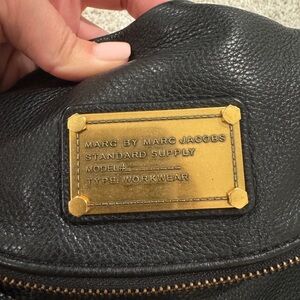 MARC BY MARC JACOBS
STANDARD SUPPLY
MODEL#
TYPE: WORKWEAR